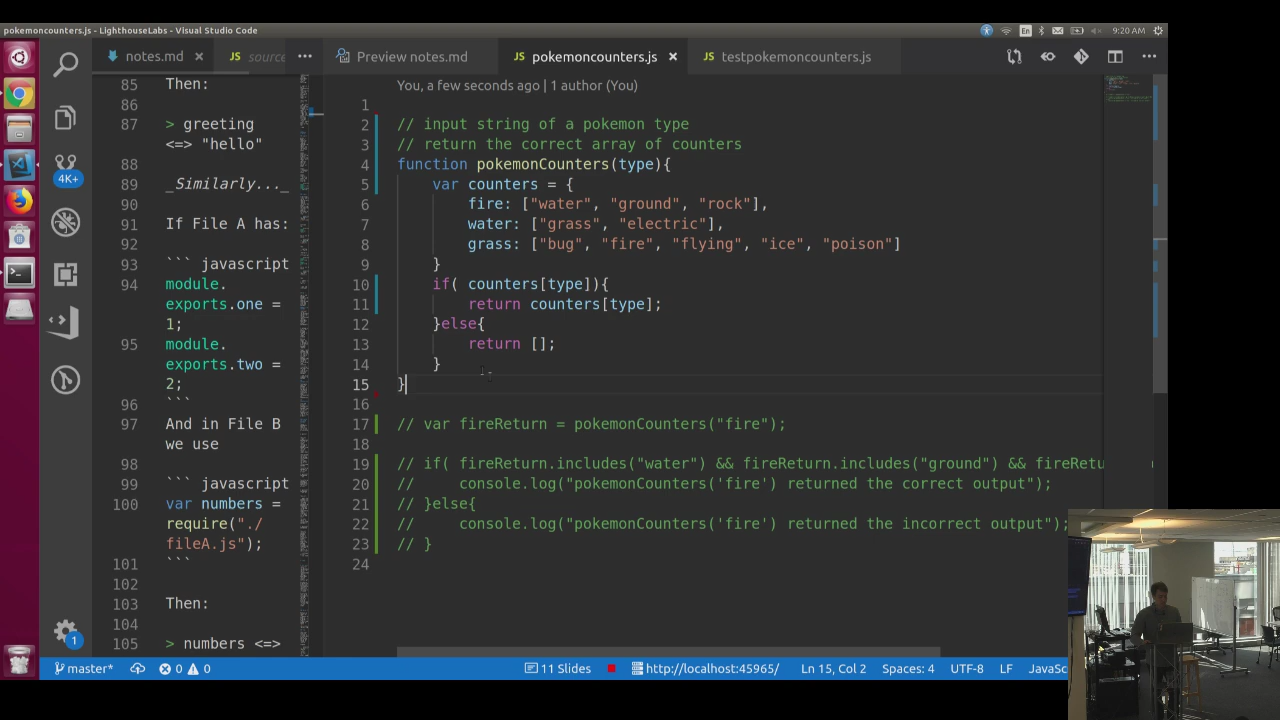 pokemoncounters.js - LighthouseLabs - Visual Studio Code
En
9:20 AM
notes.md
JS source
Preview notes.md
JS pokemoncounters.js
JS testpokemoncounters.js
4K+
1
85 Then:
86
87 > greeting
<=> "hello"
88
89 _Similarly..._
90
91 If File A has:
92
93 ``` javascript
94 module.
exports.one =
1;
95 module.
exports.two =
2;
96 ```
97 And in File B
we use
98
99 ``` javascript
100 var numbers =
require("./
fileA.js");
101 ```
102
103 Then:
104
105 > numbers <=>
You, a few seconds ago | 1 author (You)
1
2 // input string of a pokemon type
3 // return the correct array of counters
4 function pokemonCounters(type){
5 var counters = {
6 fire: ["water", "ground", "rock"],
7 water: ["grass", "electric"],
8 grass: ["bug", "fire", "flying", "ice", "poison"]
9 }
10 if( counters[type]){
11 return counters[type];
12 }else{
13 return [];
14 }
15 }
16
17 // var fireReturn = pokemonCounters("fire");
18
19 // if( fireReturn.includes("water") && fireReturn.includes("ground") && fireRetu
20 // console.log("pokemonCounters('fire') returned the correct output");
21 // }else{
22 // console.log("pokemonCounters('fire') returned the incorrect output");
23 // }
24
master*
0
0
11 Slides
http://localhost:45965/
Ln 15, Col 2
Spaces: 4
UTF-8
LF
JavaSc